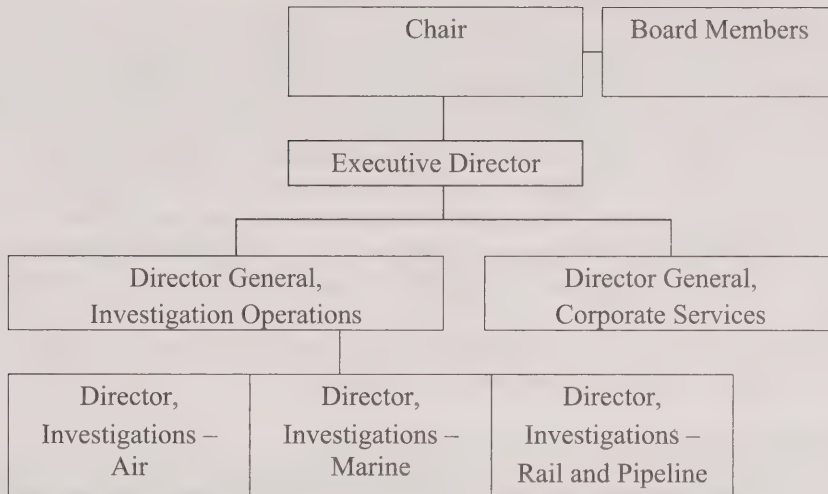 Chair
Board Members
Executive Director
Director General,
Investigation Operations
Director General,
Corporate Services
Director,
Investigations –
Air
Director,
Investigations –
Marine
Director,
Investigations –
Rail and Pipeline